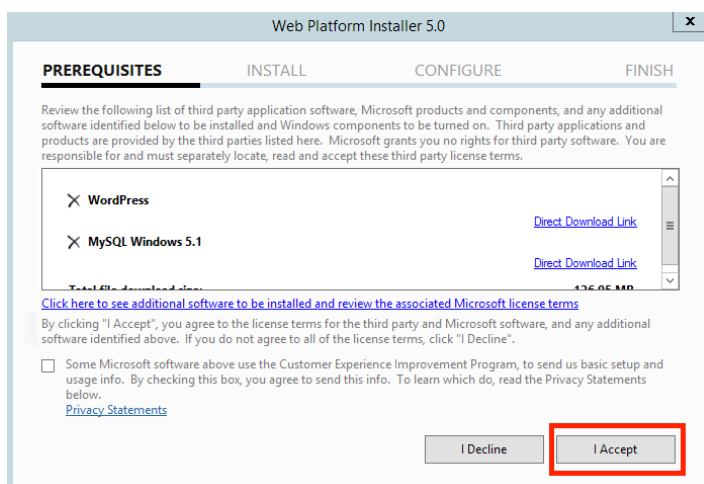 Web Platform Installer 5.0
x
PREREQUISITES INSTALL CONFIGURE FINISH
Review the following list of third party application software, Microsoft products and components, and any additional
software identified below to be installed and Windows components to be turned on. Third party applications and
products are provided by the third parties listed here. Microsoft grants you no rights for third party software. You are
responsible for and must separately locate, read and accept these third party license terms.
WordPress
Direct Download Link
MySQL Windows 5.1
Direct Download Link
Total file download size: 126.95 MB
Click here to see additional software to be installed and review the associated Microsoft license terms
By clicking "I Accept", you agree to the license terms for the third party and Microsoft software, and any additional
software identified above. If you do not agree to all of the license terms, click "I Decline".
Some Microsoft software above use the Customer Experience Improvement Program, to send us basic setup and
usage info. By checking this box, you agree to send this info. To learn which do, read the Privacy Statements
below.
Privacy Statements
I Decline I Accept